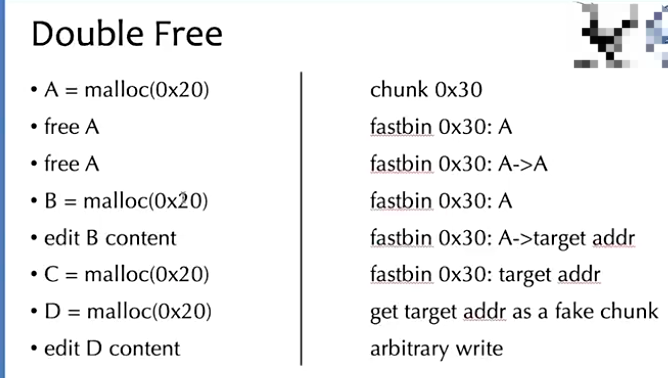 Double Free
• A = malloc(0x20) chunk 0x30
• free A fastbin 0x30: A
• free A fastbin 0x30: A->A
• B = malloc(0x20) fastbin 0x30: A
• edit B content fastbin 0x30: A->target addr
• C = malloc(0x20) fastbin 0x30: target addr
• D = malloc(0x20) get target addr as a fake chunk
• edit D content arbitrary write